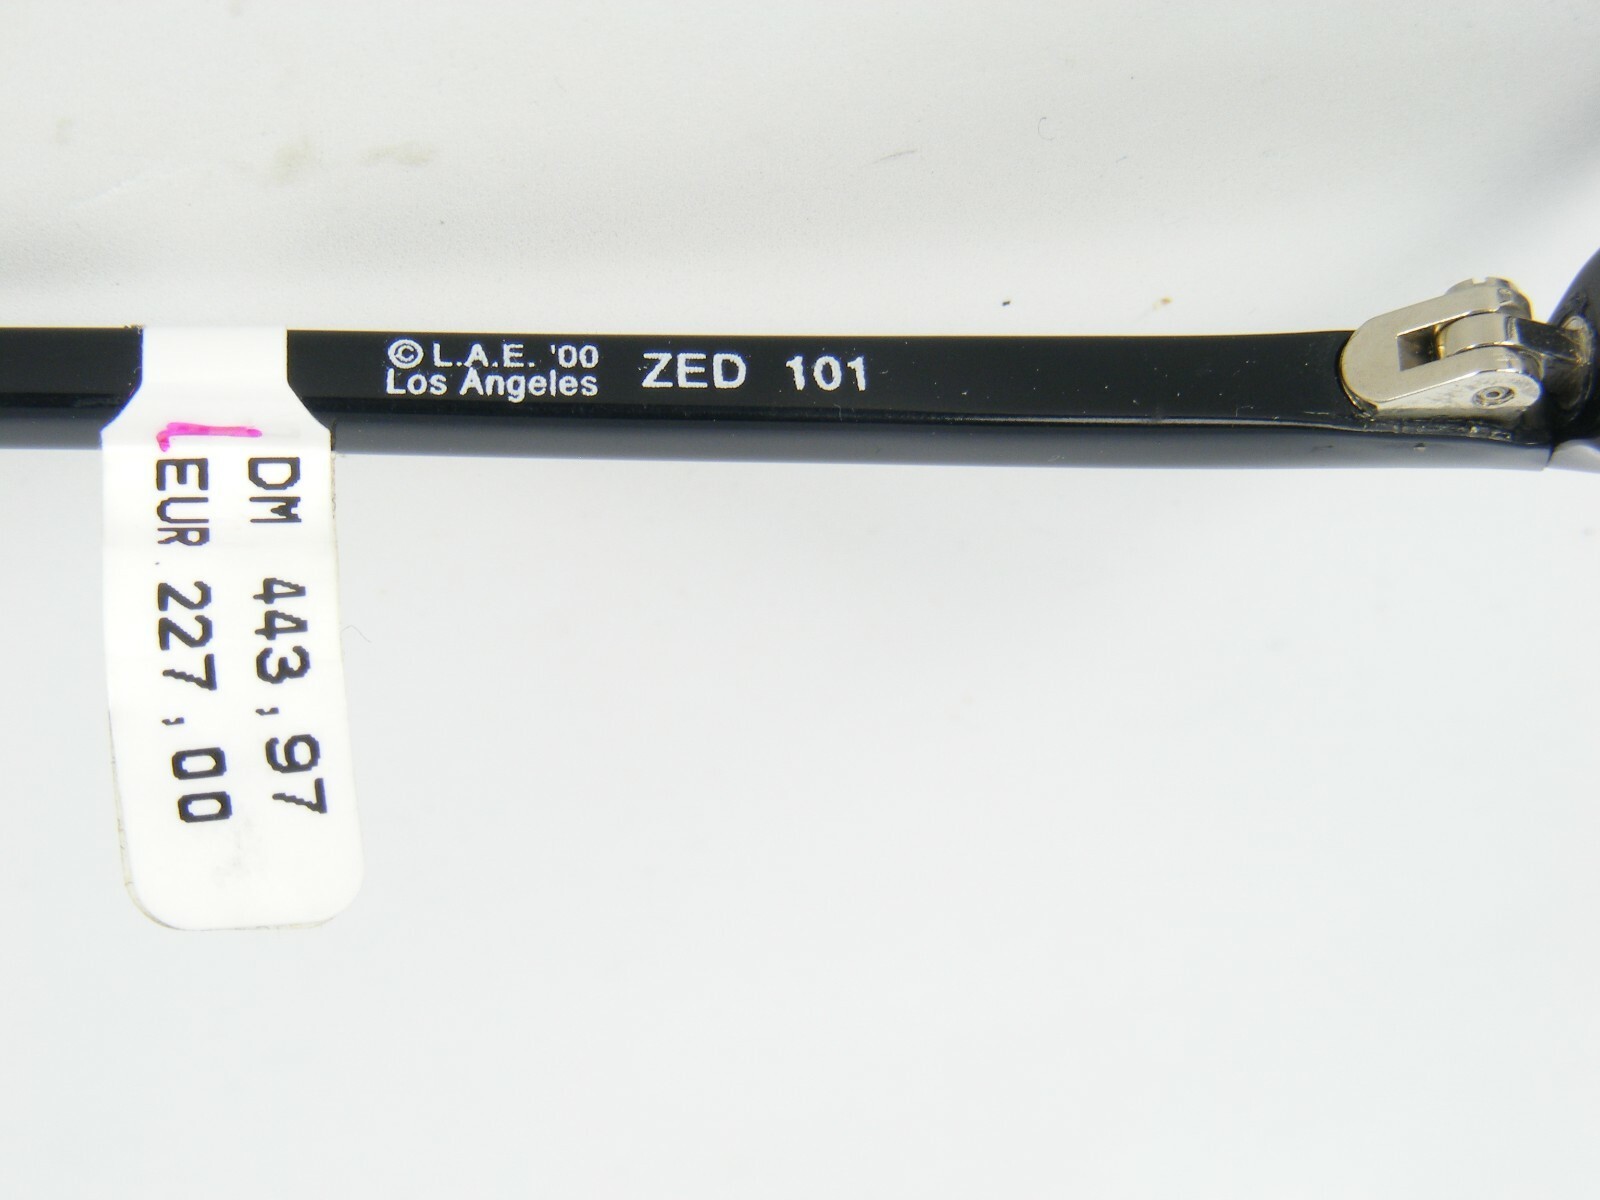 © L.A.E. '00
Los Angeles
ZED 101
DM 443,97
EUR 227,00